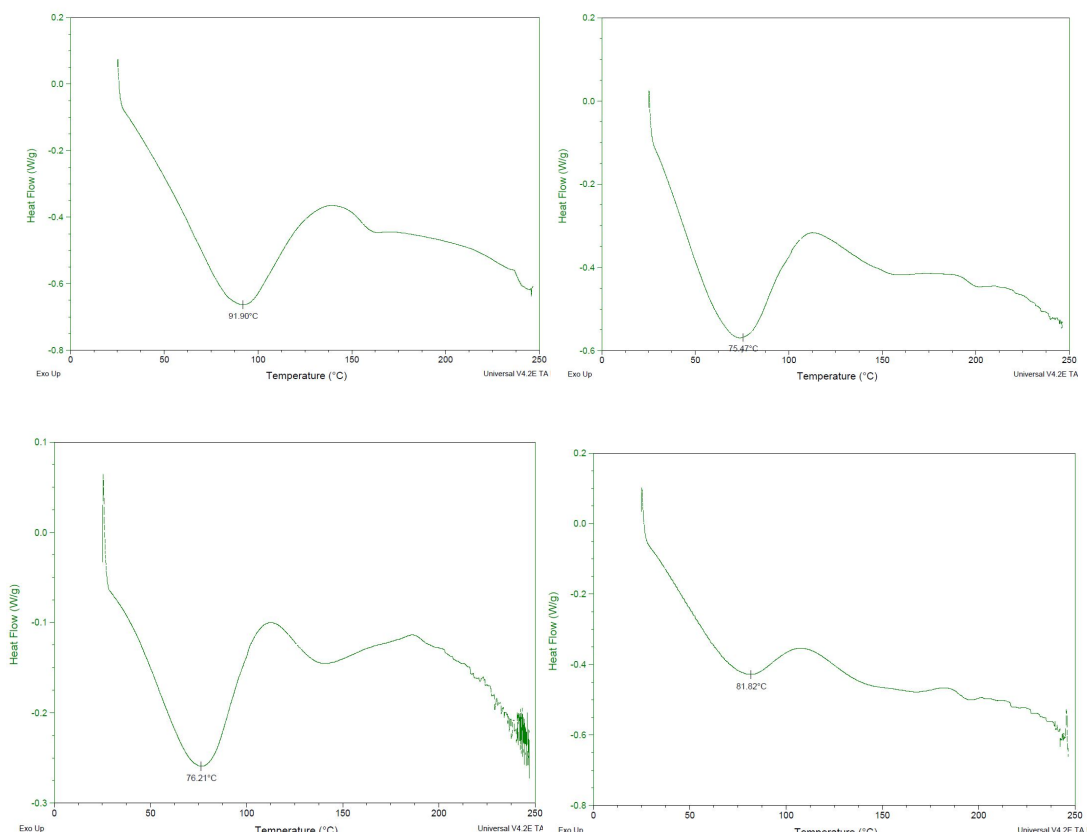 0.2
0.0
-0.2
-0.4
-0.6
-0.8
Heat Flow (W/g)
91.90°C
0 50 100 150 200 250
Exo Up Temperature (°C) Universal V4.2E TA
0.2
0.0
-0.2
-0.4
-0.6
Heat Flow (W/g)
75.47°C
0 50 100 150 200 250
Exo Up Temperature (°C) Universal V4.2E TA
0.1
0.0
-0.1
-0.2
-0.3
Heat Flow (W/g)
76.21°C
0 50 100 150 200 250
Exo Up Temperature (°C) Universal V4.2E TA
0.2
0.0
-0.2
-0.4
-0.6
-0.8
Heat Flow (W/g)
81.82°C
0 50 100 150 200 250
Exo Up Temperature (°C) Universal V4.2E TA